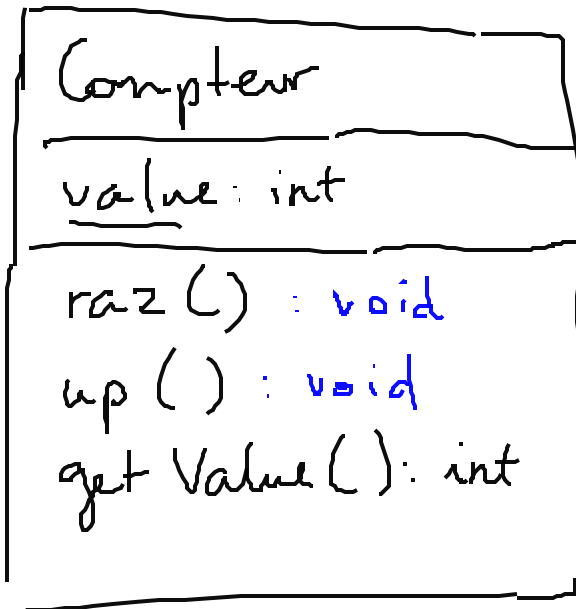 Compteur
value : int
raz () : void
up () : void
getValue () : int